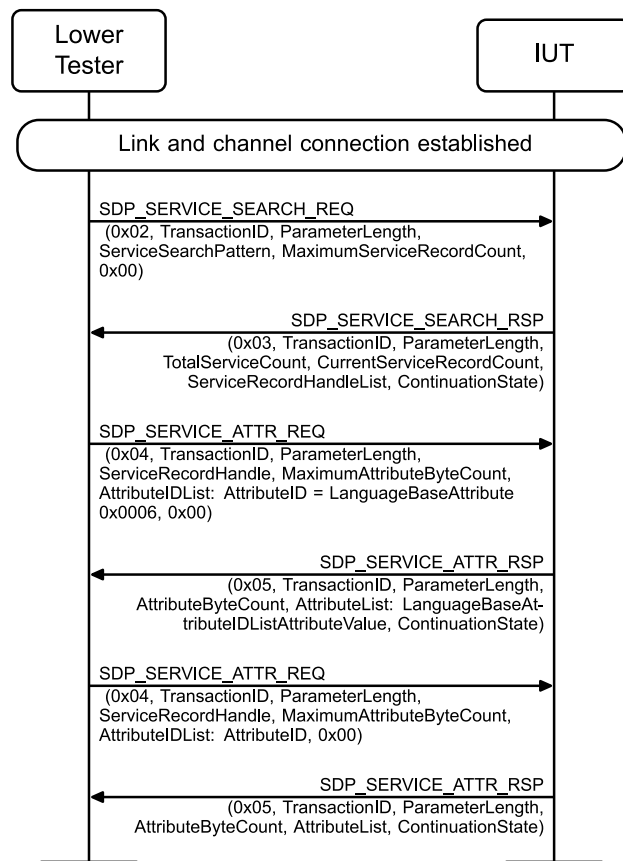 Lower
Tester
IUT
Link and channel connection established
SDP_SERVICE_SEARCH_REQ
(0x02, TransactionID, ParameterLength,
ServiceSearchPattern, MaximumServiceRecordCount,
0x00)
SDP_SERVICE_SEARCH_RSP
(0x03, TransactionID, ParameterLength,
TotalServiceCount, CurrentServiceRecordCount,
ServiceRecordHandleList, ContinuationState)
SDP_SERVICE_ATTR_REQ
(0x04, TransactionID, ParameterLength,
ServiceRecordHandle, MaximumAttributeByteCount,
AttributeIDList: AttributeID = LanguageBaseAttribute
0x0006, 0x00)
SDP_SERVICE_ATTR_RSP
(0x05, TransactionID, ParameterLength,
AttributeByteCount, AttributeList: LanguageBaseAt-
tributeIDListAttributeValue, ContinuationState)
SDP_SERVICE_ATTR_REQ
(0x04, TransactionID, ParameterLength,
ServiceRecordHandle, MaximumAttributeByteCount,
AttributeIDList: AttributeID, 0x00)
SDP_SERVICE_ATTR_RSP
(0x05, TransactionID, ParameterLength,
AttributeByteCount, AttributeList, ContinuationState)